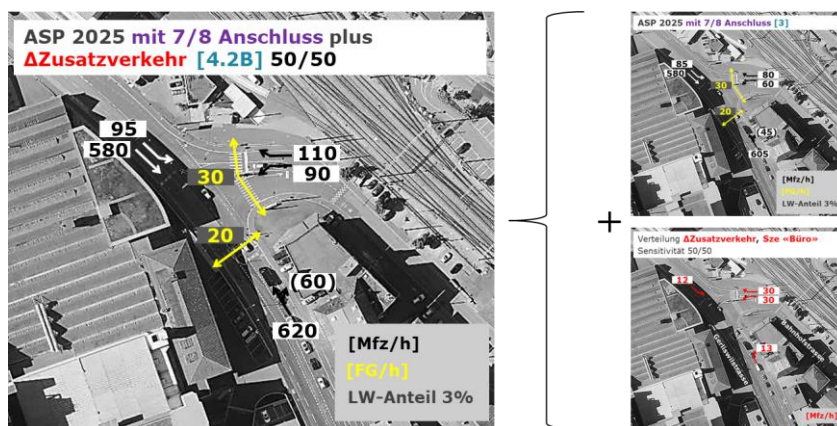 ASP 2025 mit 7/8 Anschluss plus
ΔZusatzverkehr [4.2B] 50/50
95
580
110
90
30
20
(60)
620
[Mfz/h]
[FG/h]
LW-Anteil 3%
+
ASP 2025 mit 7/8 Anschluss [3]
85
580
80
60
30
20
(45)
605
[Mfz/h]
[FG/h]
LW-Anteil 3%
Verteilung ΔZusatzverkehr, Sze «Büro»
Sensitivität 50/50
12
30
30
13
Bahnhofstrasse
[Mfz/h]